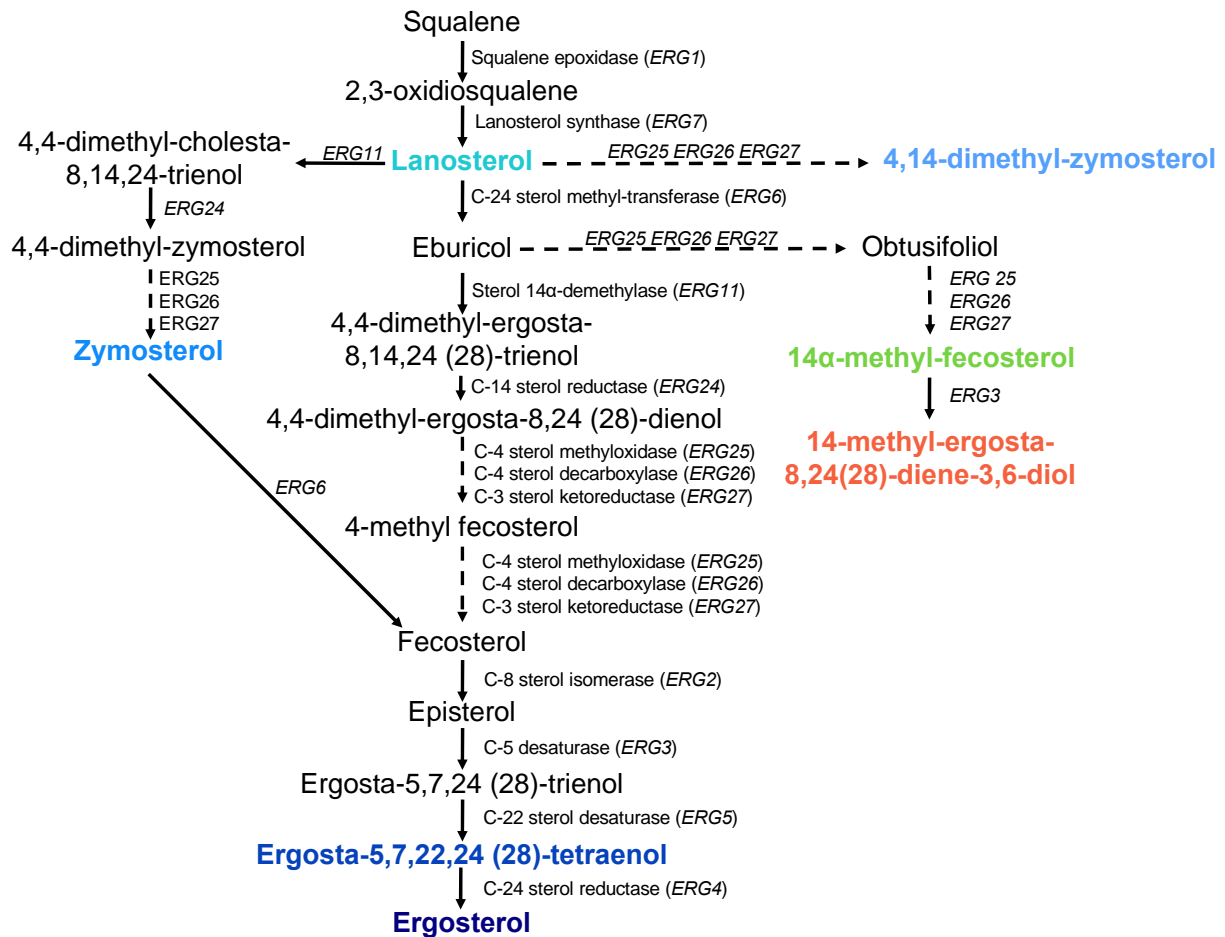 Squalene
Squalene epoxidase (ERG1)
2,3-oxidiosqualene
Lanosterol synthase (ERG7)
4,4-dimethyl-cholesta-
8,14,24-trienol
ERG11
Lanosterol
ERG25 ERG26 ERG27
4,14-dimethyl-zymosterol
ERG24
C-24 sterol methyl-transferase (ERG6)
4,4-dimethyl-zymosterol
Eburicol
ERG25 ERG26 ERG27
Obtusifoliol
ERG25
ERG26
ERG27
Sterol 14α-demethylase (ERG11)
ERG 25
ERG26
ERG27
Zymosterol
4,4-dimethyl-ergosta-
8,14,24 (28)-trienol
14α-methyl-fecosterol
C-14 sterol reductase (ERG24)
ERG3
4,4-dimethyl-ergosta-8,24 (28)-dienol
14-methyl-ergosta-
8,24(28)-diene-3,6-diol
C-4 sterol methyloxidase (ERG25)
C-4 sterol decarboxylase (ERG26)
C-3 sterol ketoreductase (ERG27)
ERG6
4-methyl fecosterol
C-4 sterol methyloxidase (ERG25)
C-4 sterol decarboxylase (ERG26)
C-3 sterol ketoreductase (ERG27)
Fecosterol
C-8 sterol isomerase (ERG2)
Episterol
C-5 desaturase (ERG3)
Ergosta-5,7,24 (28)-trienol
C-22 sterol desaturase (ERG5)
Ergosta-5,7,22,24 (28)-tetraenol
C-24 sterol reductase (ERG4)
Ergosterol